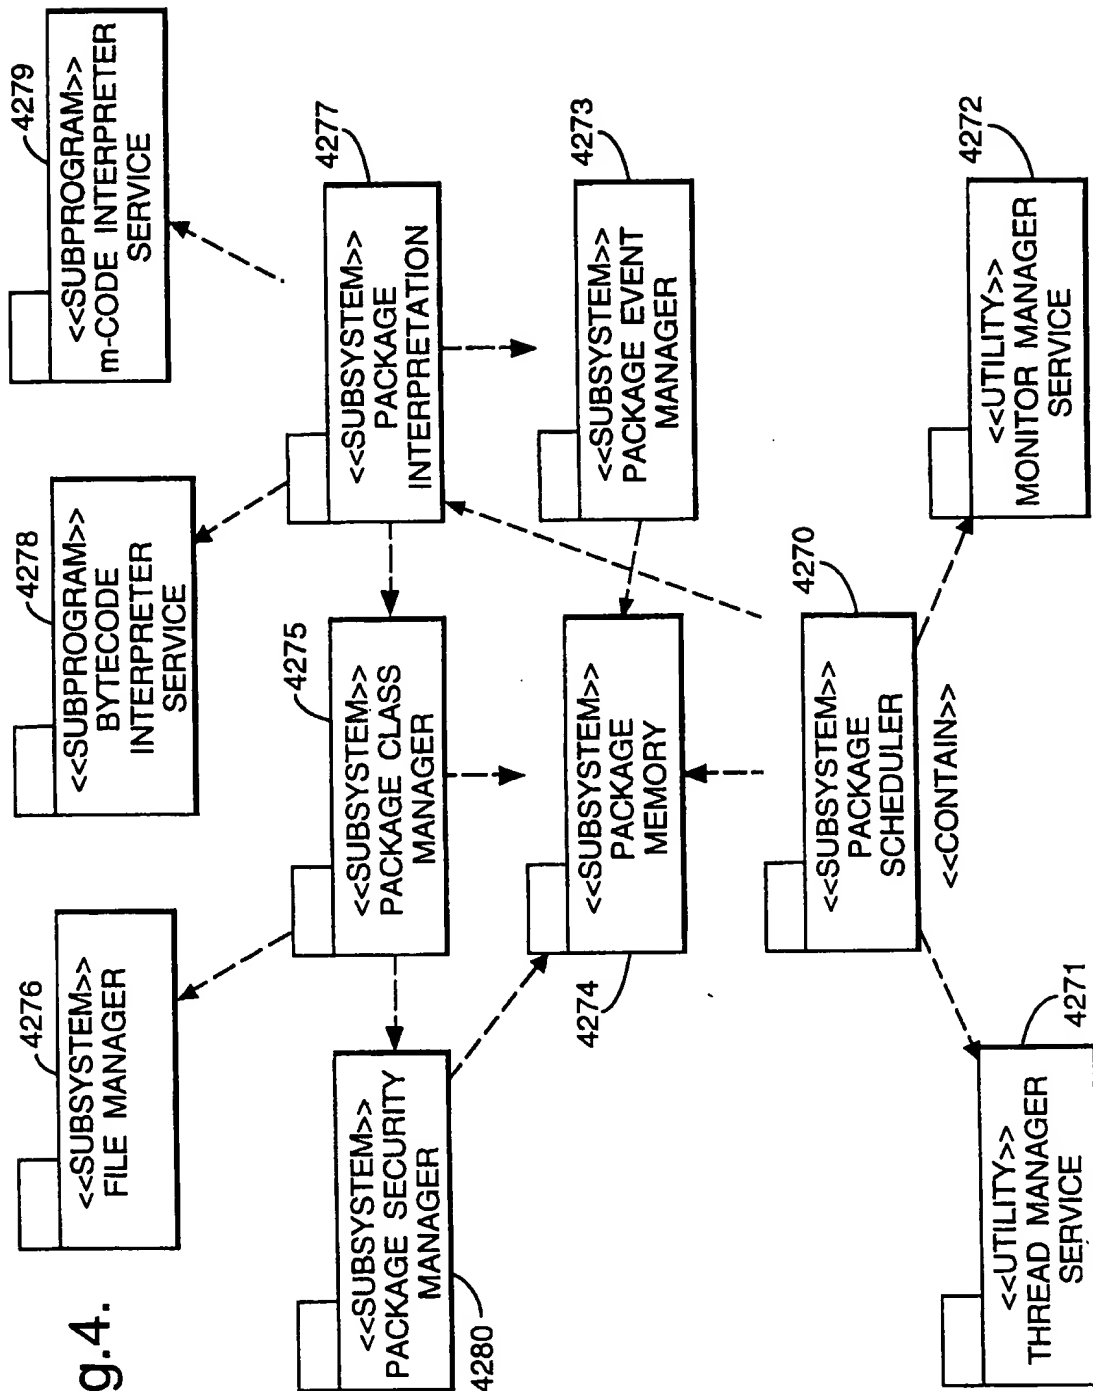 g.4.
4276
<<SUBSYSTEM>>
FILE MANAGER
4278
<<SUBPROGRAM>>
BYTECODE
INTERPRETER
SERVICE
4279
<<SUBPROGRAM>>
m-CODE INTERPRETER
SERVICE
<<SUBSYSTEM>>
PACKAGE SECURITY
MANAGER
4280
4275
<<SUBSYSTEM>>
PACKAGE CLASS
MANAGER
4277
<<SUBSYSTEM>>
PACKAGE
INTERPRETATION
<<SUBSYSTEM>>
PACKAGE
MEMORY
4274
4273
<<SUBSYSTEM>>
PACKAGE EVENT
MANAGER
4270
<<SUBSYSTEM>>
PACKAGE
SCHEDULER
<<CONTAIN>>
4271
<<UTILITY>>
THREAD MANAGER
SERVICE
4272
<<UTILITY>>
MONITOR MANAGER
SERVICE